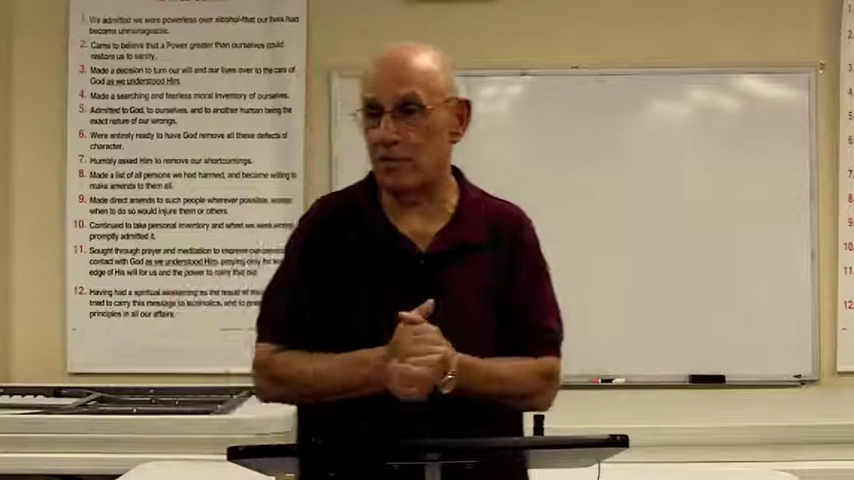 1. We admitted we were powerless over alcohol-that our lives had
become unmanageable.
2. Came to believe that a Power greater than ourselves could
restore us to sanity.
3. Made a decision to turn our will and our lives over to the care of
God as we understood Him.
4. Made a searching and fearless moral inventory of ourselves.
5. Admitted to God, to ourselves, and to another human being the
exact nature of our wrongs.
6. Were entirely ready to have God remove all these defects of
character.
7. Humbly asked Him to remove our shortcomings.
8. Made a list of all persons we had harmed, and became willing to
make amends to them all.
9. Made direct amends to such people wherever possible, except
when to do so would injure them or others.
10. Continued to take personal inventory and when we were wrong
promptly admitted it.
11. Sought through prayer and meditation to improve our conscious
contact with God as we understood Him, praying only for
edge of His will for us and the power to carry that out.
12. Having had a spiritual awakening as the result of
tried to carry this message to alcoholics, and to
principles in all our affairs.